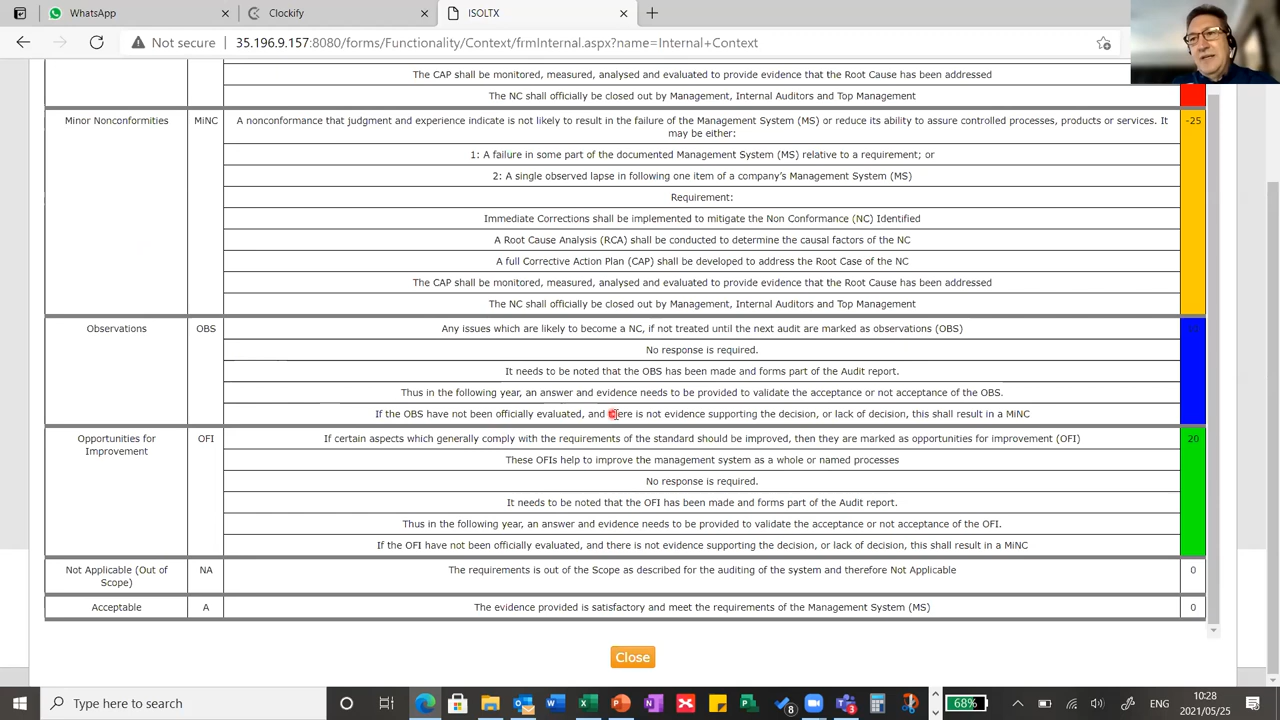 WhatsApp
Clockify
ISOLTX
Not secure
35.196.9.157:8080/forms/Functionality/Context/frmInternal.aspx?name=Internal+Context
The CAP shall be monitored, measured, analysed and evaluated to provide evidence that the Root Cause has been addressed
The NC shall officially be closed out by Management, Internal Auditors and Top Management
Minor Nonconformities
MiNC
A nonconformance that judgment and experience indicate is not likely to result in the failure of the Management System (MS) or reduce its ability to assure controlled processes, products or services. It
may be either:
-25
1: A failure in some part of the documented Management System (MS) relative to a requirement; or
2: A single observed lapse in following one item of a company's Management System (MS)
Requirement:
Immediate Corrections shall be implemented to mitigate the Non Conformance (NC) Identified
A Root Cause Analysis (RCA) shall be conducted to determine the causal factors of the NC
A full Corrective Action Plan (CAP) shall be developed to address the Root Case of the NC
The CAP shall be monitored, measured, analysed and evaluated to provide evidence that the Root Cause has been addressed
The NC shall officially be closed out by Management, Internal Auditors and Top Management
Observations
OBS
Any issues which are likely to become a NC, if not treated until the next audit are marked as observations (OBS)
No response is required.
It needs to be noted that the OBS has been made and forms part of the Audit report.
Thus in the following year, an answer and evidence needs to be provided to validate the acceptance or not acceptance of the OBS.
If the OBS have not been officially evaluated, and there is not evidence supporting the decision, or lack of decision, this shall result in a MiNC
Opportunities for
Improvement
OFI
If certain aspects which generally comply with the requirements of the standard should be improved, then they are marked as opportunities for improvement (OFI)
20
These OFIs help to improve the management system as a whole or named processes
No response is required.
It needs to be noted that the OFI has been made and forms part of the Audit report.
Thus in the following year, an answer and evidence needs to be provided to validate the acceptance or not acceptance of the OFI.
If the OFI have not been officially evaluated, and there is not evidence supporting the decision, or lack of decision, this shall result in a MiNC
Not Applicable (Out of
Scope)
NA
The requirements is out of the Scope as described for the auditing of the system and therefore Not Applicable
0
Acceptable
A
The evidence provided is satisfactory and meet the requirements of the Management System (MS)
0
Close
Type here to search
8
3
68%
ENG
10:28
2021/05/25